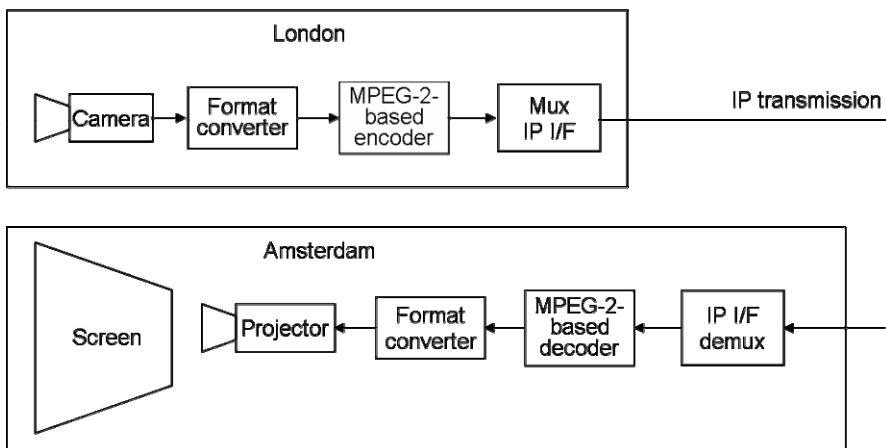 London
Camera
Format
converter
MPEG-2-
based
encoder
Mux
IP I/F
IP transmission
Amsterdam
Screen
Projector
Format
converter
MPEG-2-
based
decoder
IP I/F
demux